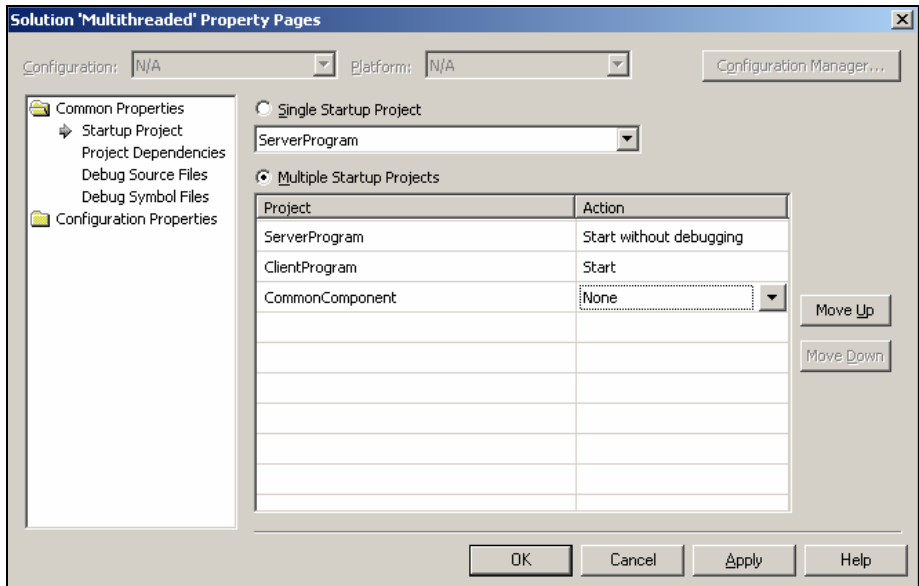 Solution 'Multithreaded' Property Pages
Configuration: N/A Platform: N/A Configuration Manager...
Common Properties
Startup Project
Project Dependencies
Debug Source Files
Debug Symbol Files
Configuration Properties
Single Startup Project
ServerProgram
Multiple Startup Projects
Project Action
ServerProgram Start without debugging
ClientProgram Start
CommonComponent None
Move Up
Move Down
OK Cancel Apply Help